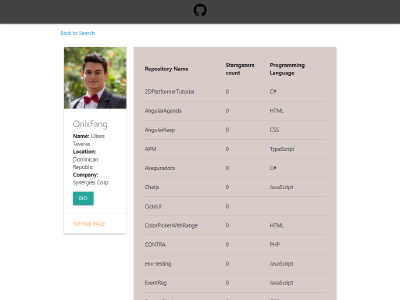 Back to Search
OnixFang
Name: Ulises
Taveras
Location:
Dominican
Republic
Company:
Synergies Corp.
BIO
GITHUB PAGE
Repository Name Starsgazers count Programming Language
2DPlatformerTutorial 0 C#
AngularAgenda 0 HTML
AngularKeep 0 CSS
APM 0 TypeScript
Aseguradora 0 C#
Chatjs 0 JavaScript
CicloUI 0
ColorPickerWithRange 0 HTML
CONTRA 0 PHP
env-testing 0 JavaScript
EventReg 0 JavaScript